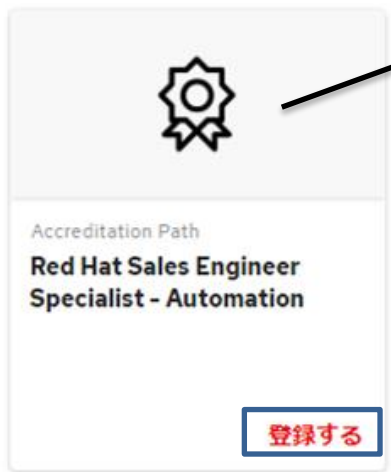 Accreditation Path
Red Hat Sales Engineer
Specialist - Automation
登録する